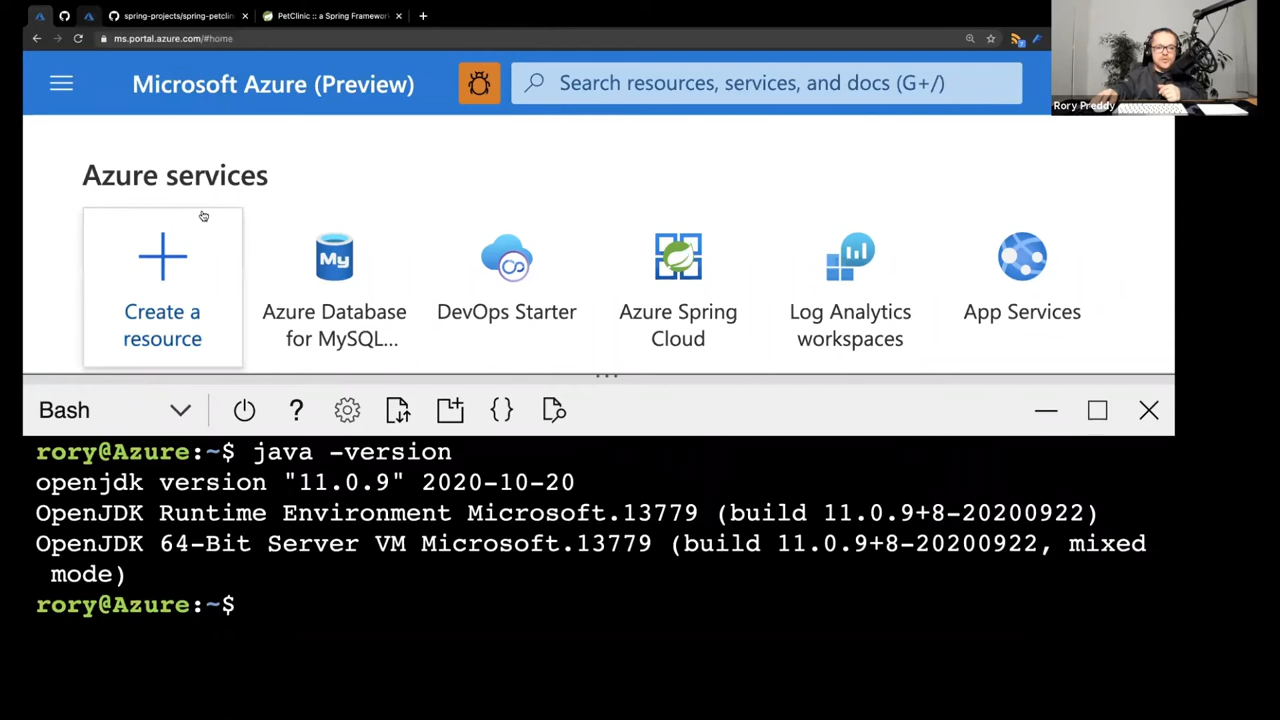 spring-projects/spring-petclin
PetClinic :: a Spring Framework
ms.portal.azure.com/#home
Microsoft Azure (Preview)
Search resources, services, and docs (G+/)
Rory Preddy
Azure services
Create a
resource
My
Azure Database
for MySQL...
DevOps Starter
Azure Spring
Cloud
Log Analytics
workspaces
App Services
Bash
rory@Azure:~$ java -version
openjdk version "11.0.9" 2020-10-20
OpenJDK Runtime Environment Microsoft.13779 (build 11.0.9+8-20200922)
OpenJDK 64-Bit Server VM Microsoft.13779 (build 11.0.9+8-20200922, mixed
mode)
rory@Azure:~$